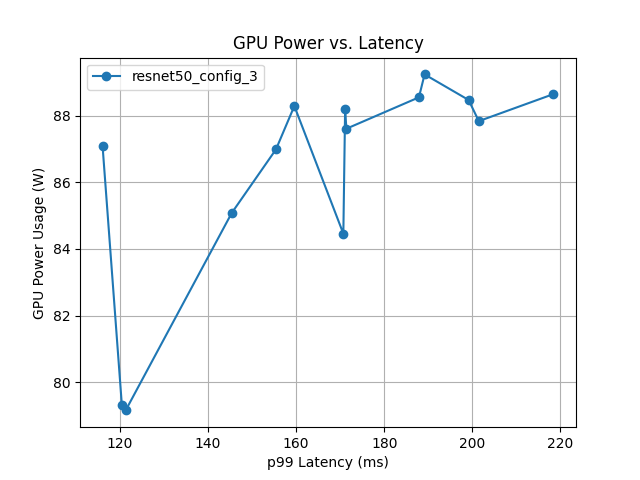 GPU Power vs. Latency
resnet50_config_3
GPU Power Usage (W)
88
86
84
82
80
120 140 160 180 200 220
p99 Latency (ms)